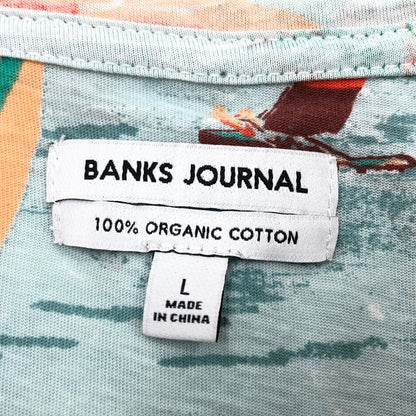 BANKS JOURNAL
100% ORGANIC COTTON
L
MADE
IN CHINA